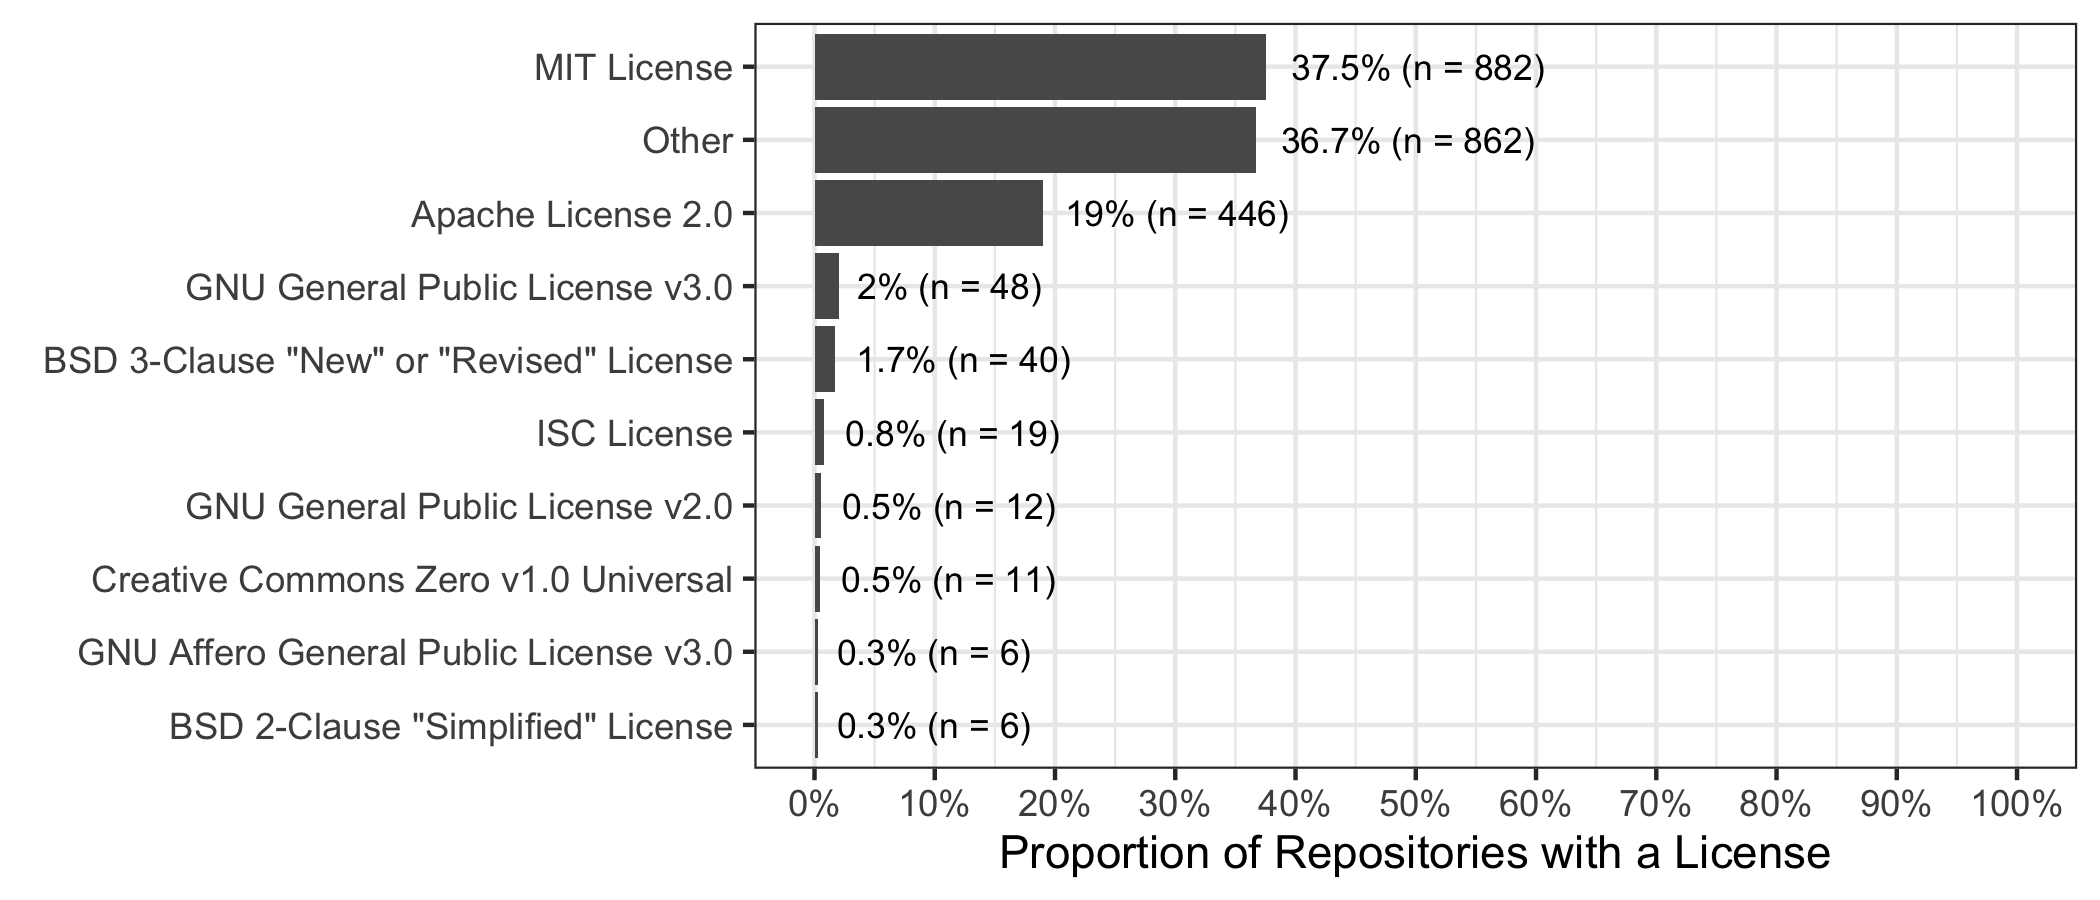 MIT License 37.5% (n = 882)
Other 36.7% (n = 862)
Apache License 2.0 19% (n = 446)
GNU General Public License v3.0 2% (n = 48)
BSD 3-Clause "New" or "Revised" License 1.7% (n = 40)
ISC License 0.8% (n = 19)
GNU General Public License v2.0 0.5% (n = 12)
Creative Commons Zero v1.0 Universal 0.5% (n = 11)
GNU Affero General Public License v3.0 0.3% (n = 6)
BSD 2-Clause "Simplified" License 0.3% (n = 6)
0% 10% 20% 30% 40% 50% 60% 70% 80% 90% 100%
Proportion of Repositories with a License